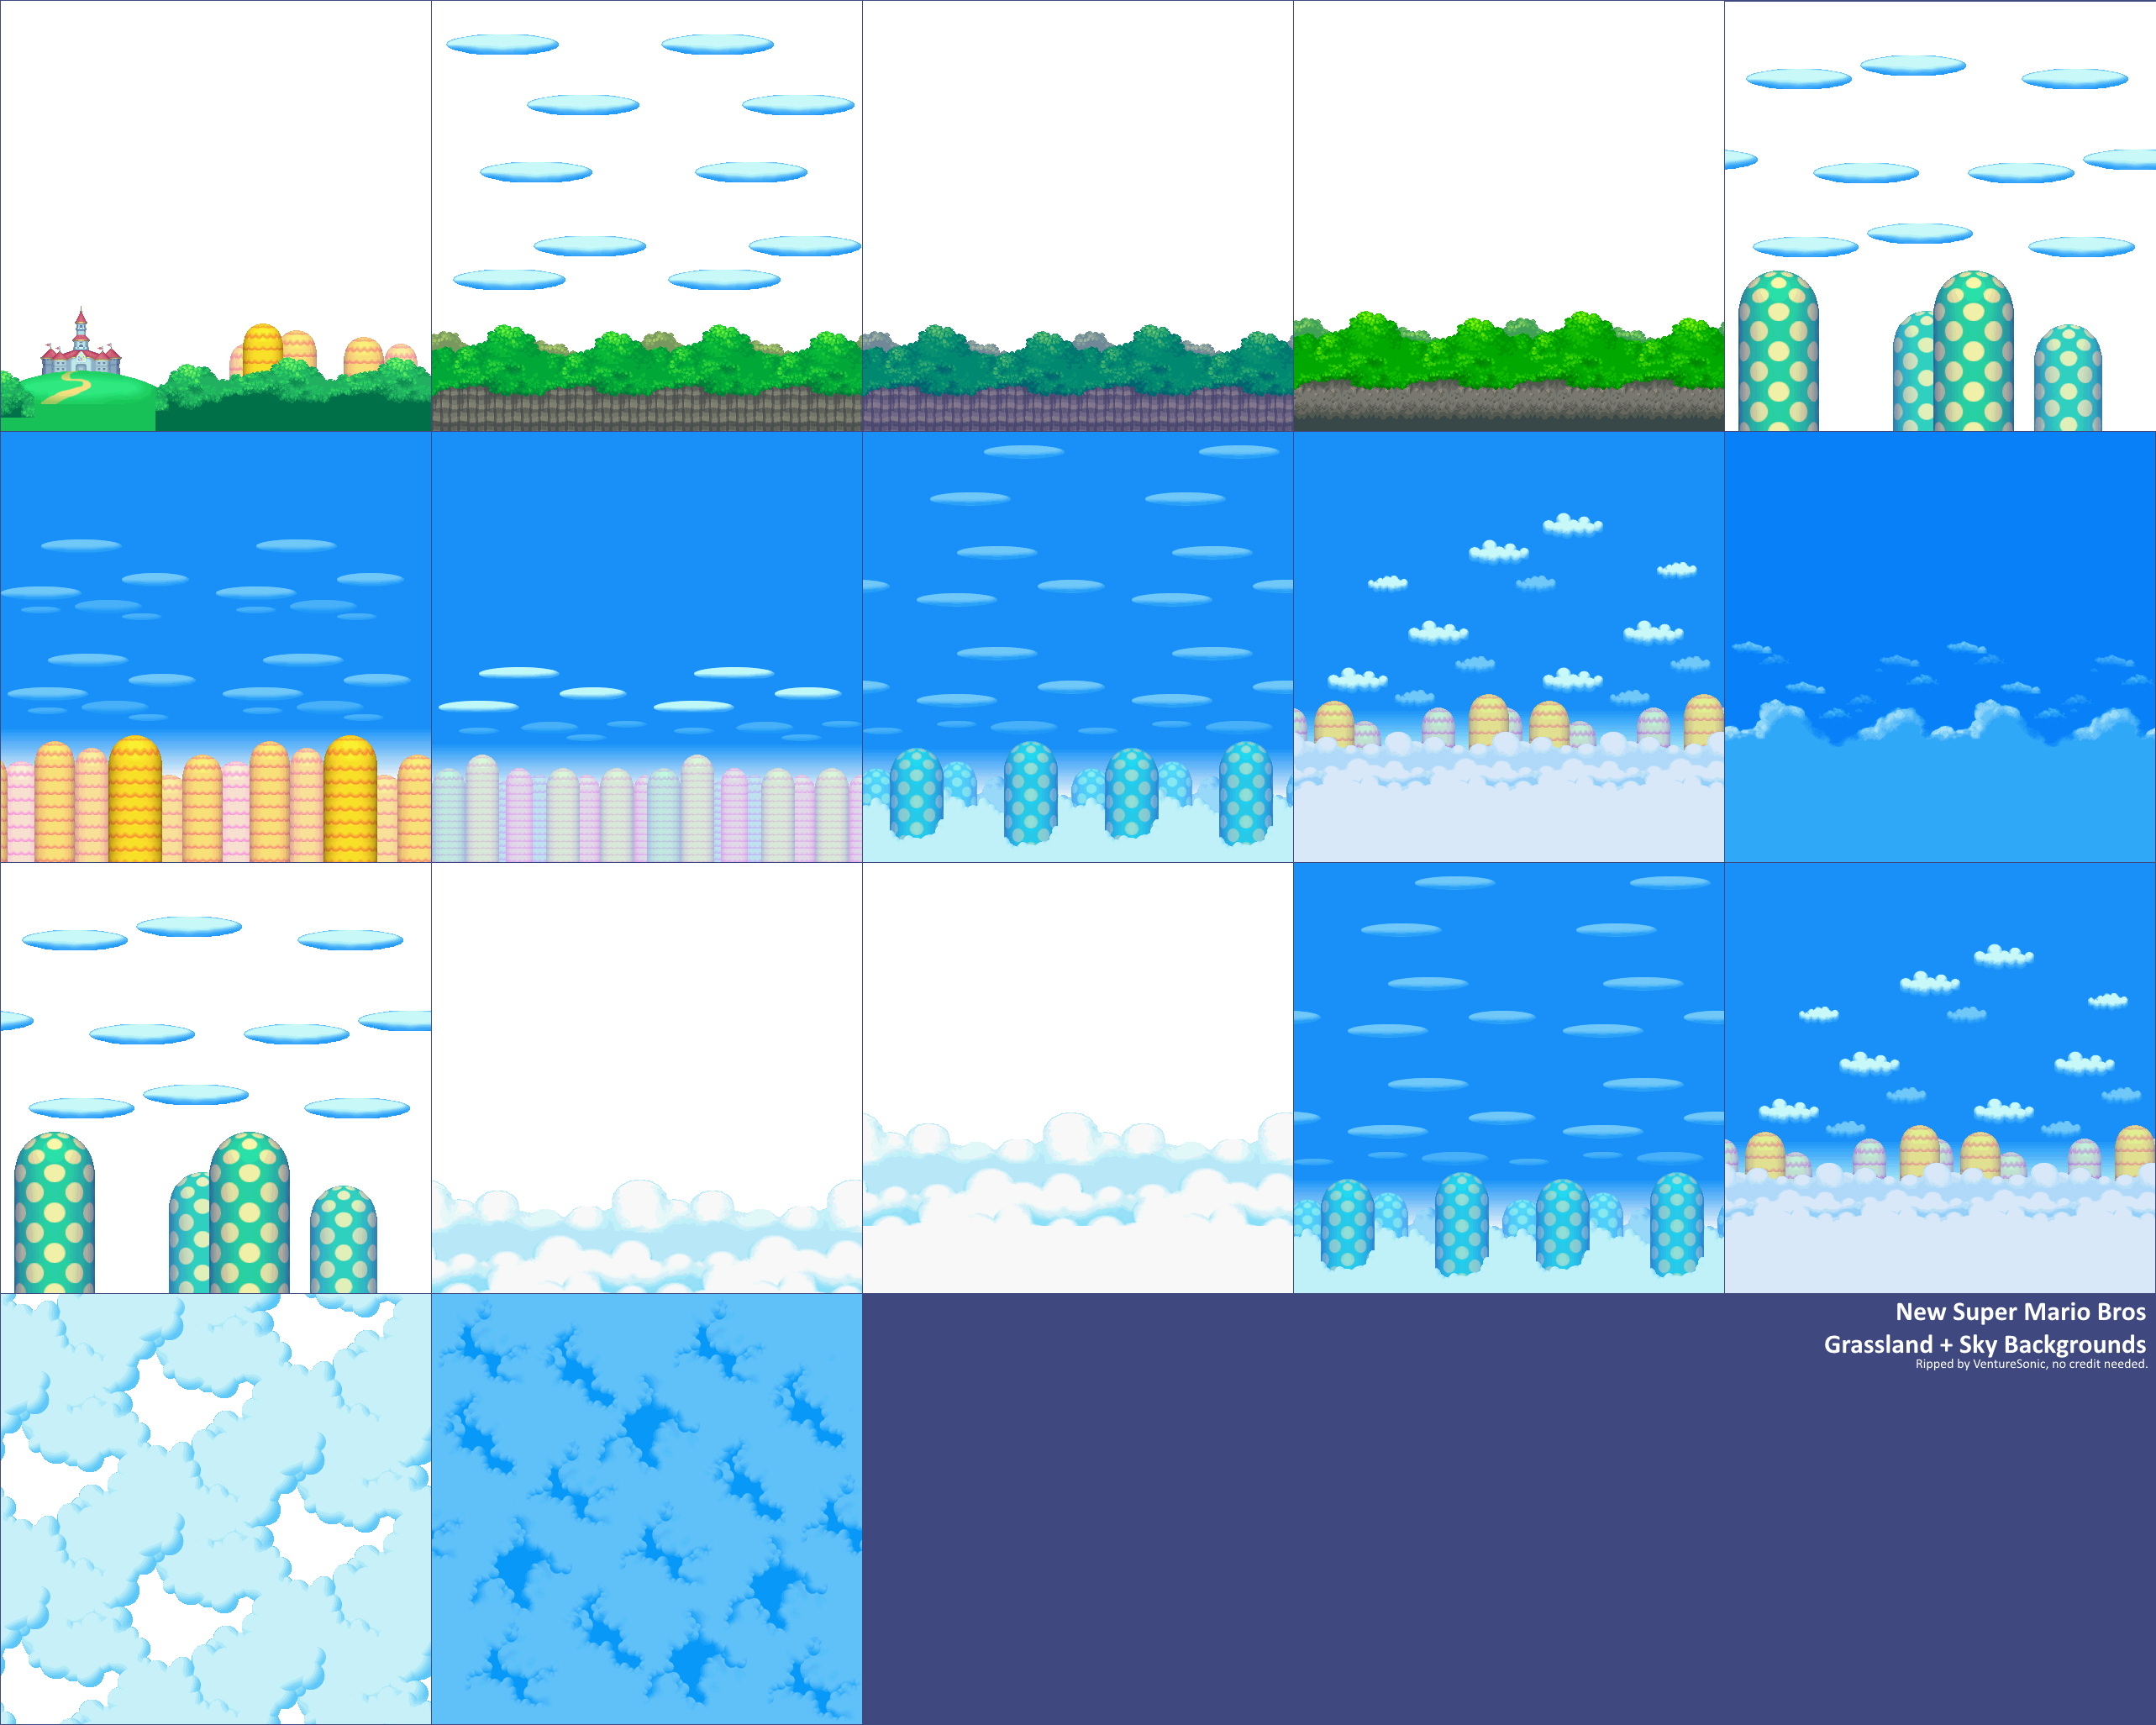 New Super Mario Bros
Grassland + Sky Backgrounds
Ripped by VentureSonic, no credit needed.